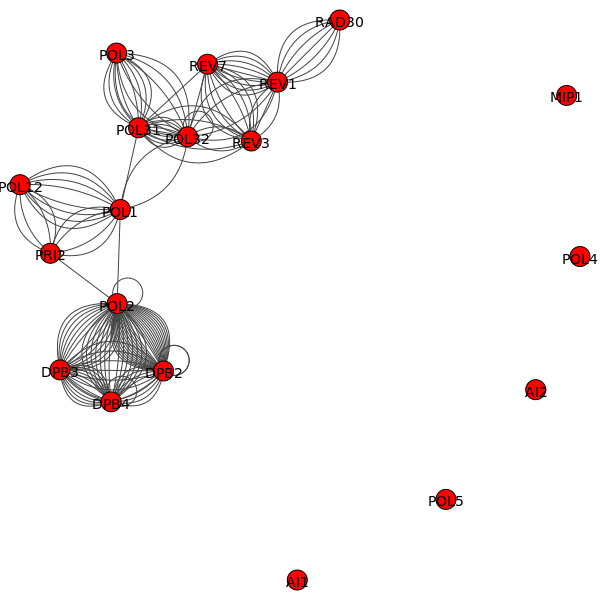 RAD30
POL3
REV7
REV1
MIP1
POL31
POL32
REV3
POL12
POL1
PRI2
POL4
POL2
DPB3
DPB2
AI2
DPB4
POL5
AI1